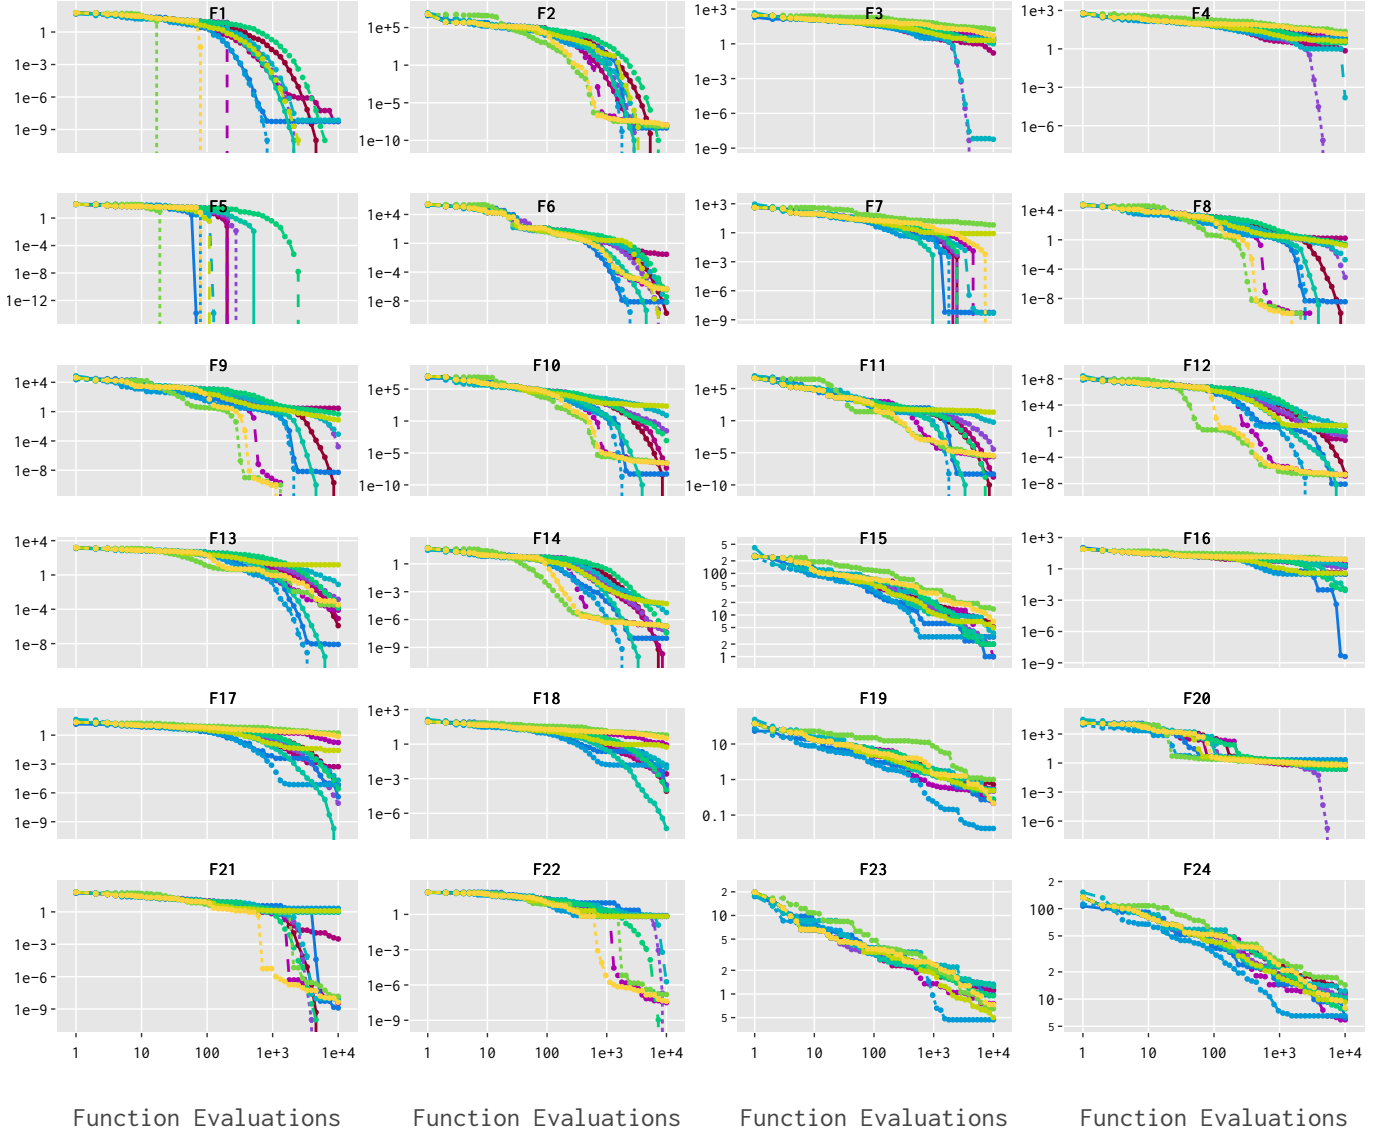 F1 F2 F3 F4
1 1e−3 1e−6 1e−9
1e+5 1 1e−5 1e−10
1e+3 1 1e−3 1e−6 1e−9
1e+3 1 1e−3 1e−6
F5 F6 F7 F8
1 1e−4 1e−8 1e−12
1e+4 1 1e−4 1e−8
1e+3 1 1e−3 1e−6 1e−9
1e+4 1 1e−4 1e−8
F9 F10 F11 F12
1e+4 1 1e−4 1e−8
1e+5 1 1e−5 1e−10
1e+5 1 1e−5 1e−10
1e+8 1e+4 1 1e−4 1e−8
F13 F14 F15 F16
1e+4 1 1e−4 1e−8
1 1e−3 1e−6 1e−9
5 2 100 5 2 10 5 2 1
1e+3 1 1e−3 1e−6 1e−9
F17 F18 F19 F20
1 1e−3 1e−6 1e−9
1e+3 1 1e−3 1e−6
10 1 0.1
1e+3 1 1e−3 1e−6
F21 F22 F23 F24
1 1e−3 1e−6 1e−9
1 1e−3 1e−6 1e−9
2 10 5 2 1 5
2 100 5 2 10 5
1 10 100 1e+3 1e+4 1 10 100 1e+3 1e+4 1 10 100 1e+3 1e+4 1 10 100 1e+3 1e+4
Function Evaluations Function Evaluations Function Evaluations Function Evaluations